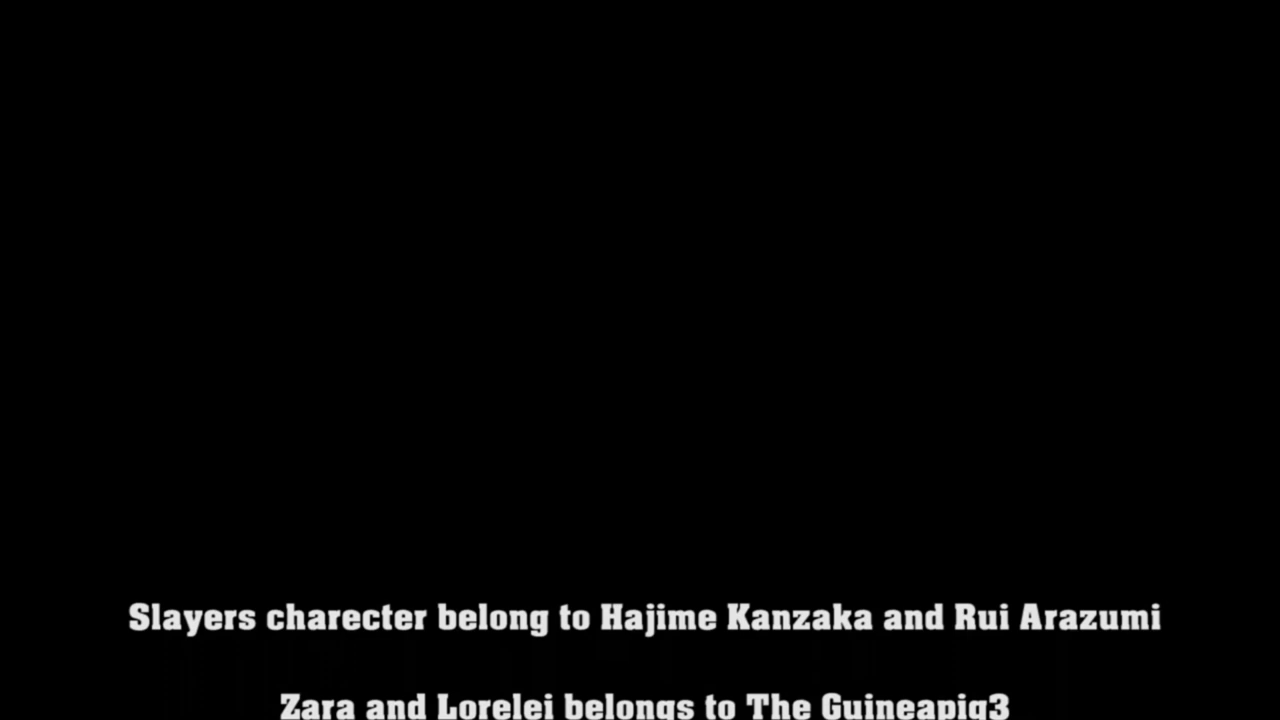 Slayers charecter belong to Hajime Kanzaka and Rui Arazumi
Zara and Lorelei belongs to The Guineapig3